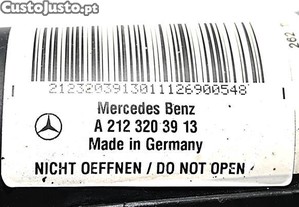 CustoJusto.pt
2123203913011126900548
Mercedes Benz
A 212 320 39 13
Made in Germany
NICHT OEFFNEN / DO NOT OPEN
262